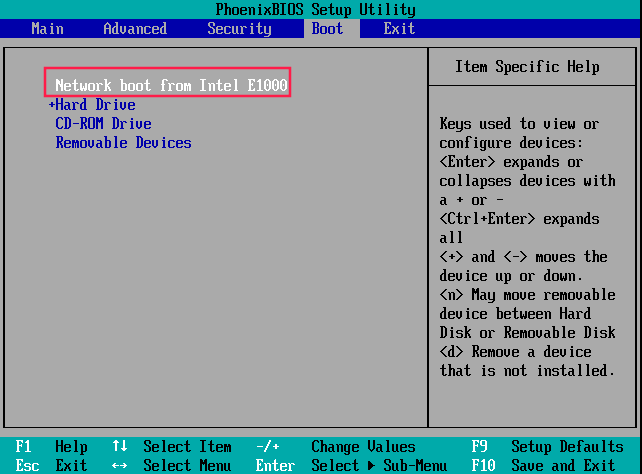 PhoenixBIOS Setup Utility
Main Advanced Security Boot Exit
Network boot from Intel E1000
+Hard Drive
CD-ROM Drive
Removable Devices
Item Specific Help
Keys used to view or
configure devices:
<Enter> expands or
collapses devices with
a + or -
<Ctrl+Enter> expands
all
<+> and <-> moves the
device up or down.
<n> May move removable
device between Hard
Disk or Removable Disk
<d> Remove a device
that is not installed.
F1 Help ↑↓ Select Item -/+ Change Values F9 Setup Defaults
Esc Exit ↔ Select Menu Enter Select ▶ Sub-Menu F10 Save and Exit